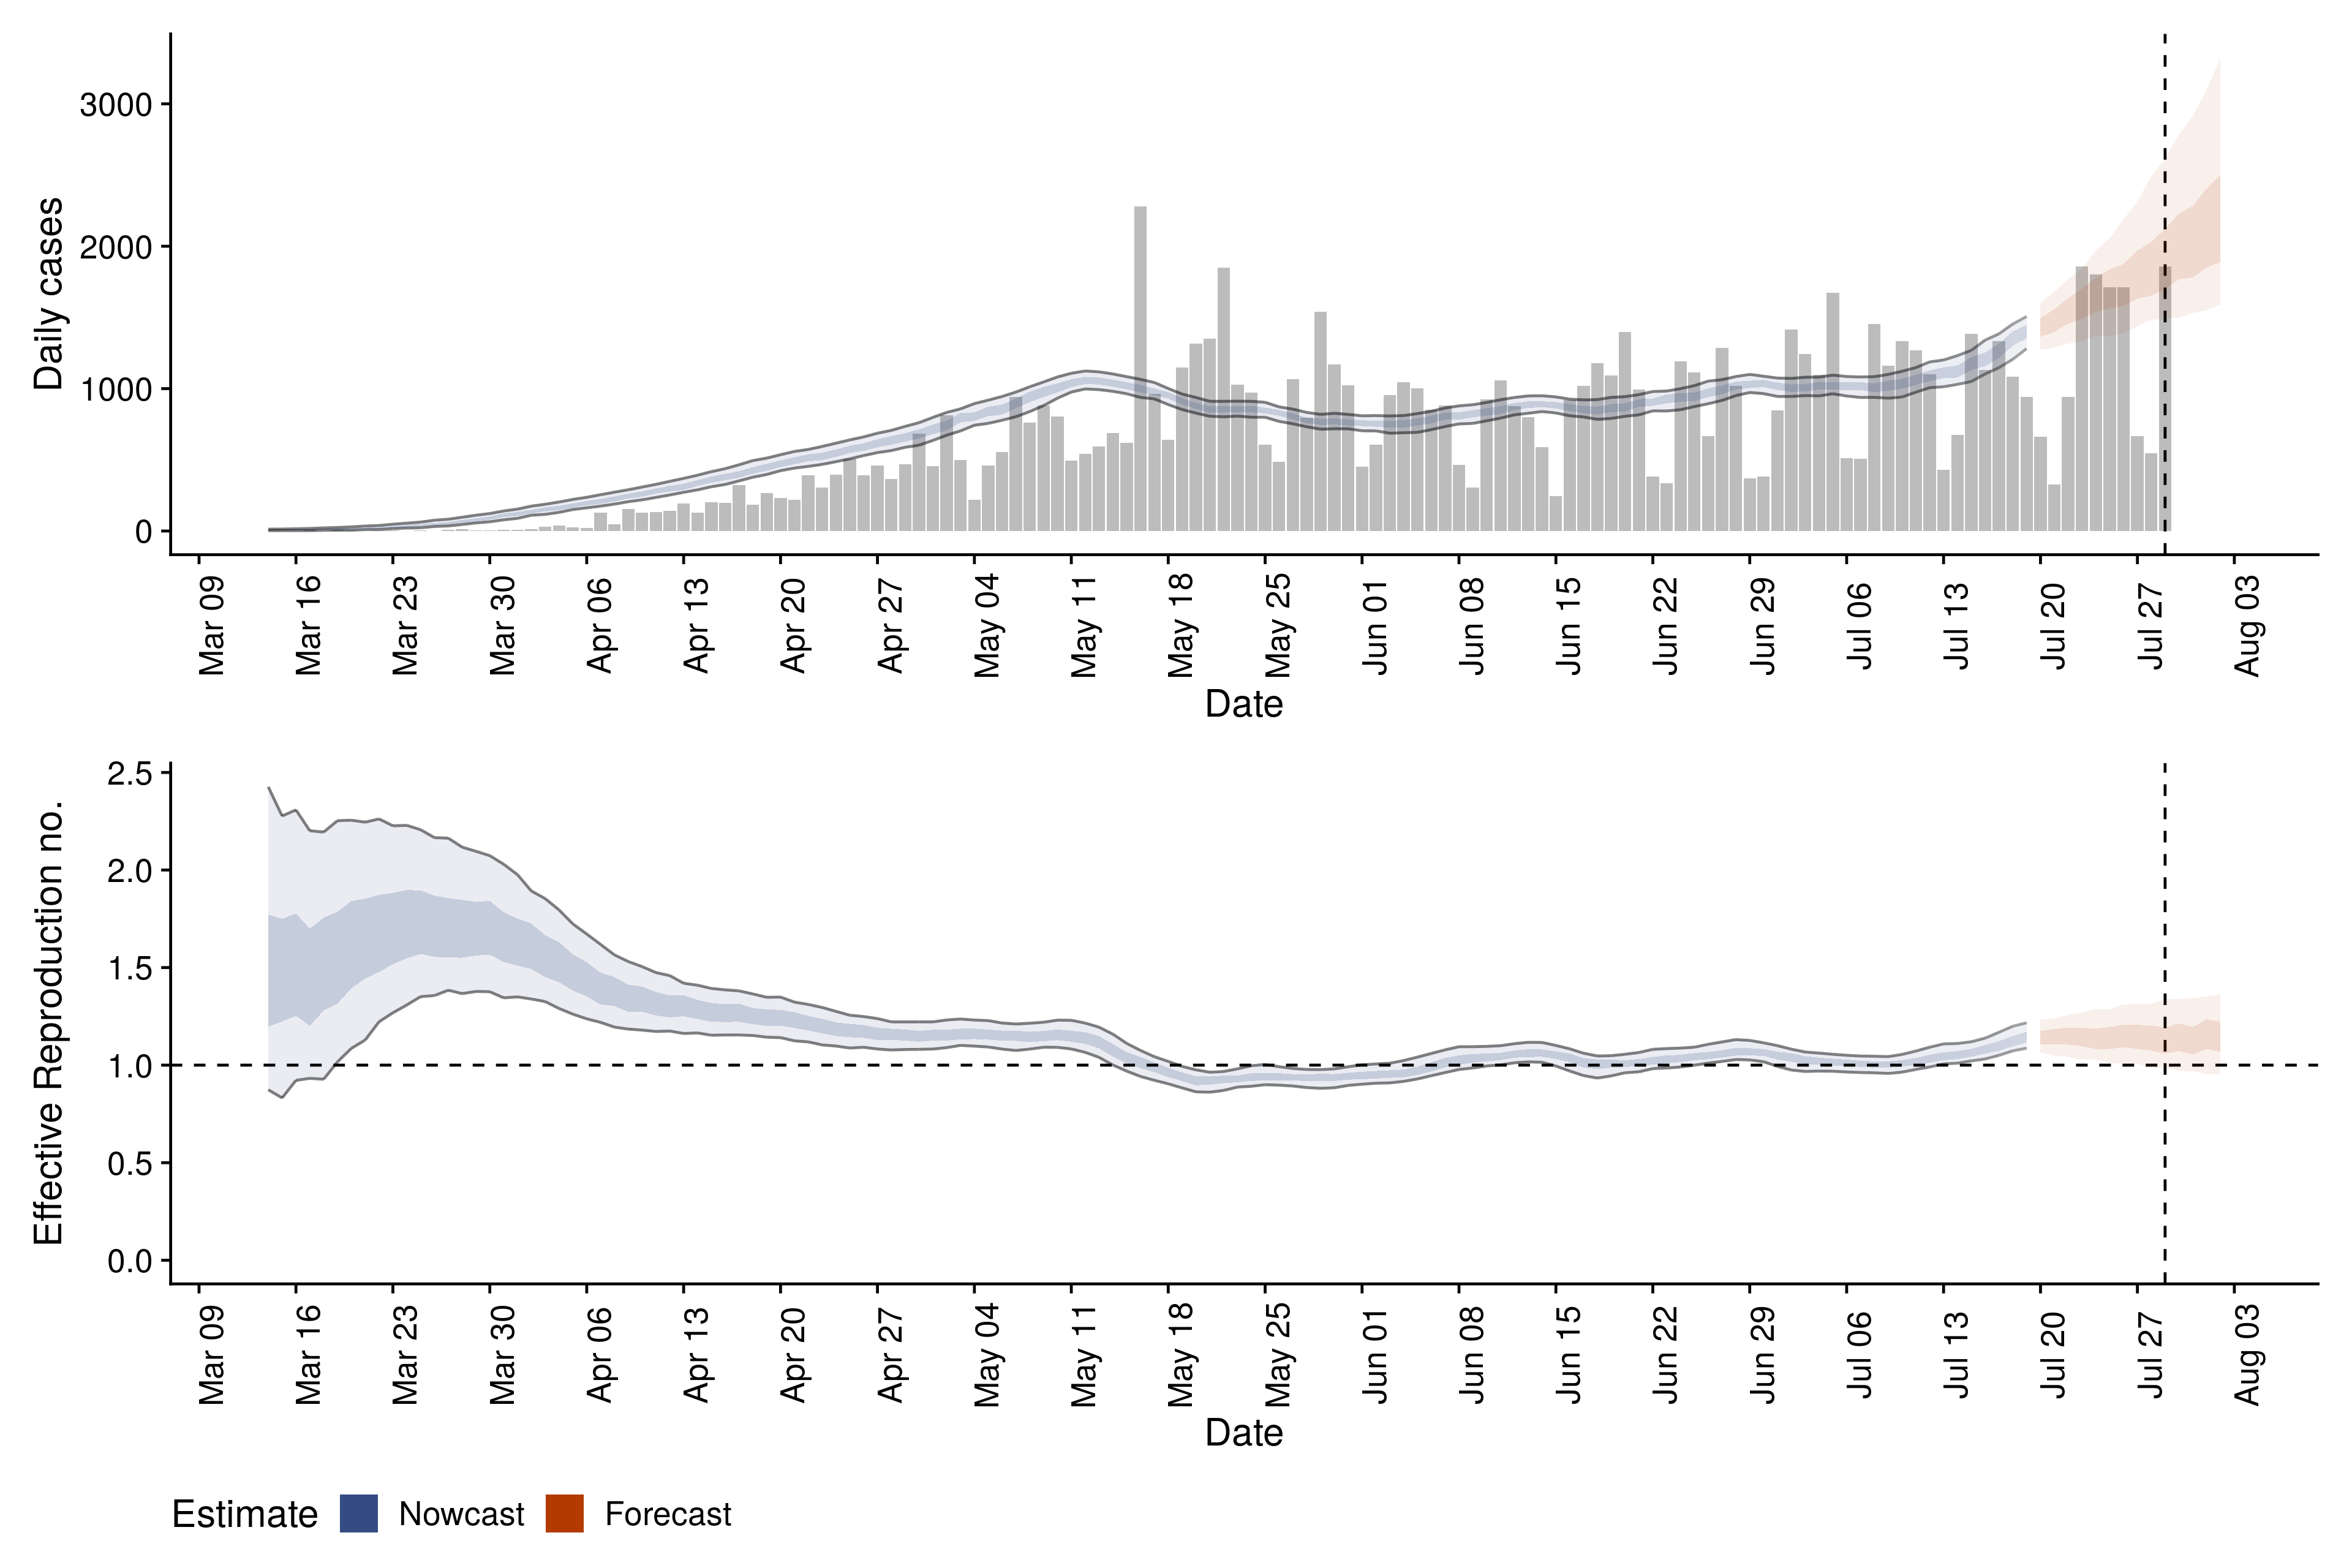 Daily cases
3000
2000
1000
0
Mar 09
Mar 16
Mar 23
Mar 30
Apr 06
Apr 13
Apr 20
Apr 27
May 04
May 11
May 18
May 25
Jun 01
Jun 08
Jun 15
Jun 22
Jun 29
Jul 06
Jul 13
Jul 20
Jul 27
Aug 03
Date
Effective Reproduction no.
2.5
2.0
1.5
1.0
0.5
0.0
Mar 09
Mar 16
Mar 23
Mar 30
Apr 06
Apr 13
Apr 20
Apr 27
May 04
May 11
May 18
May 25
Jun 01
Jun 08
Jun 15
Jun 22
Jun 29
Jul 06
Jul 13
Jul 20
Jul 27
Aug 03
Date
Estimate Nowcast Forecast